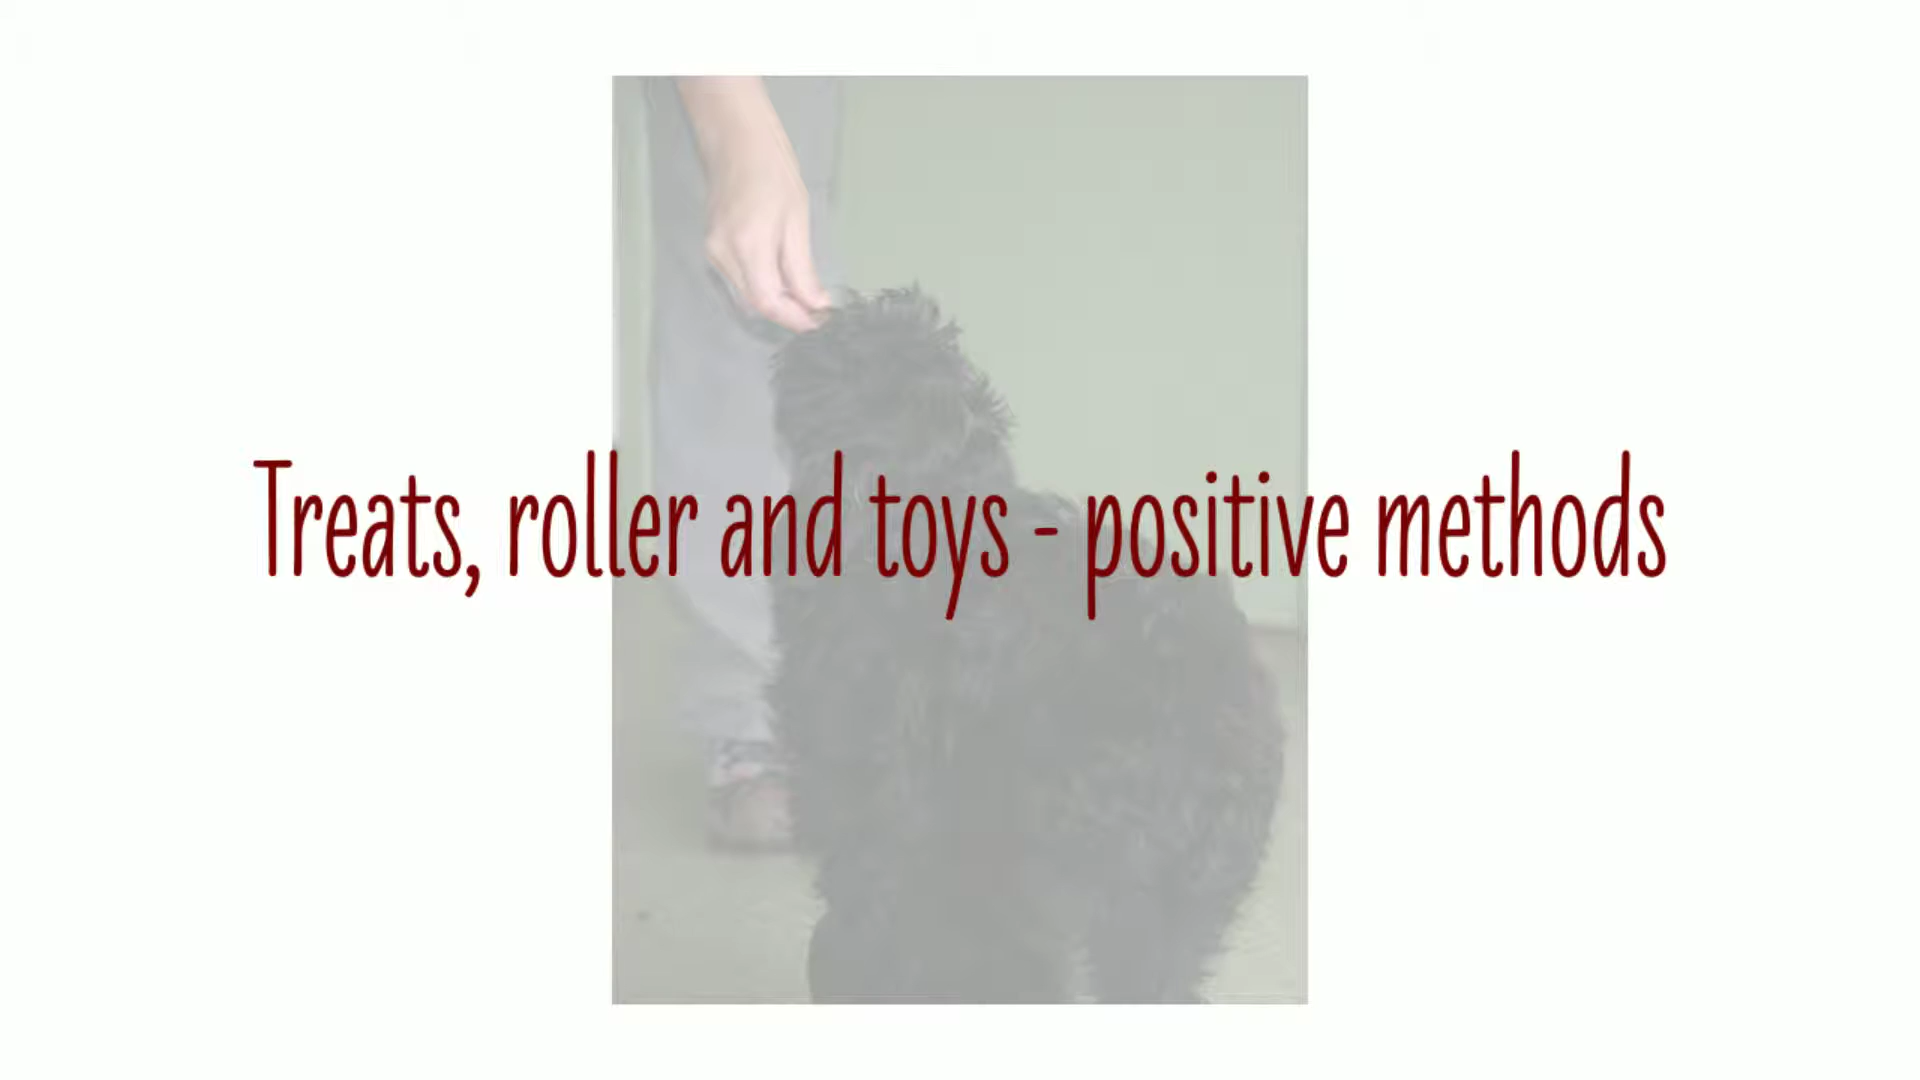 Treats, roller and toys - positive methods